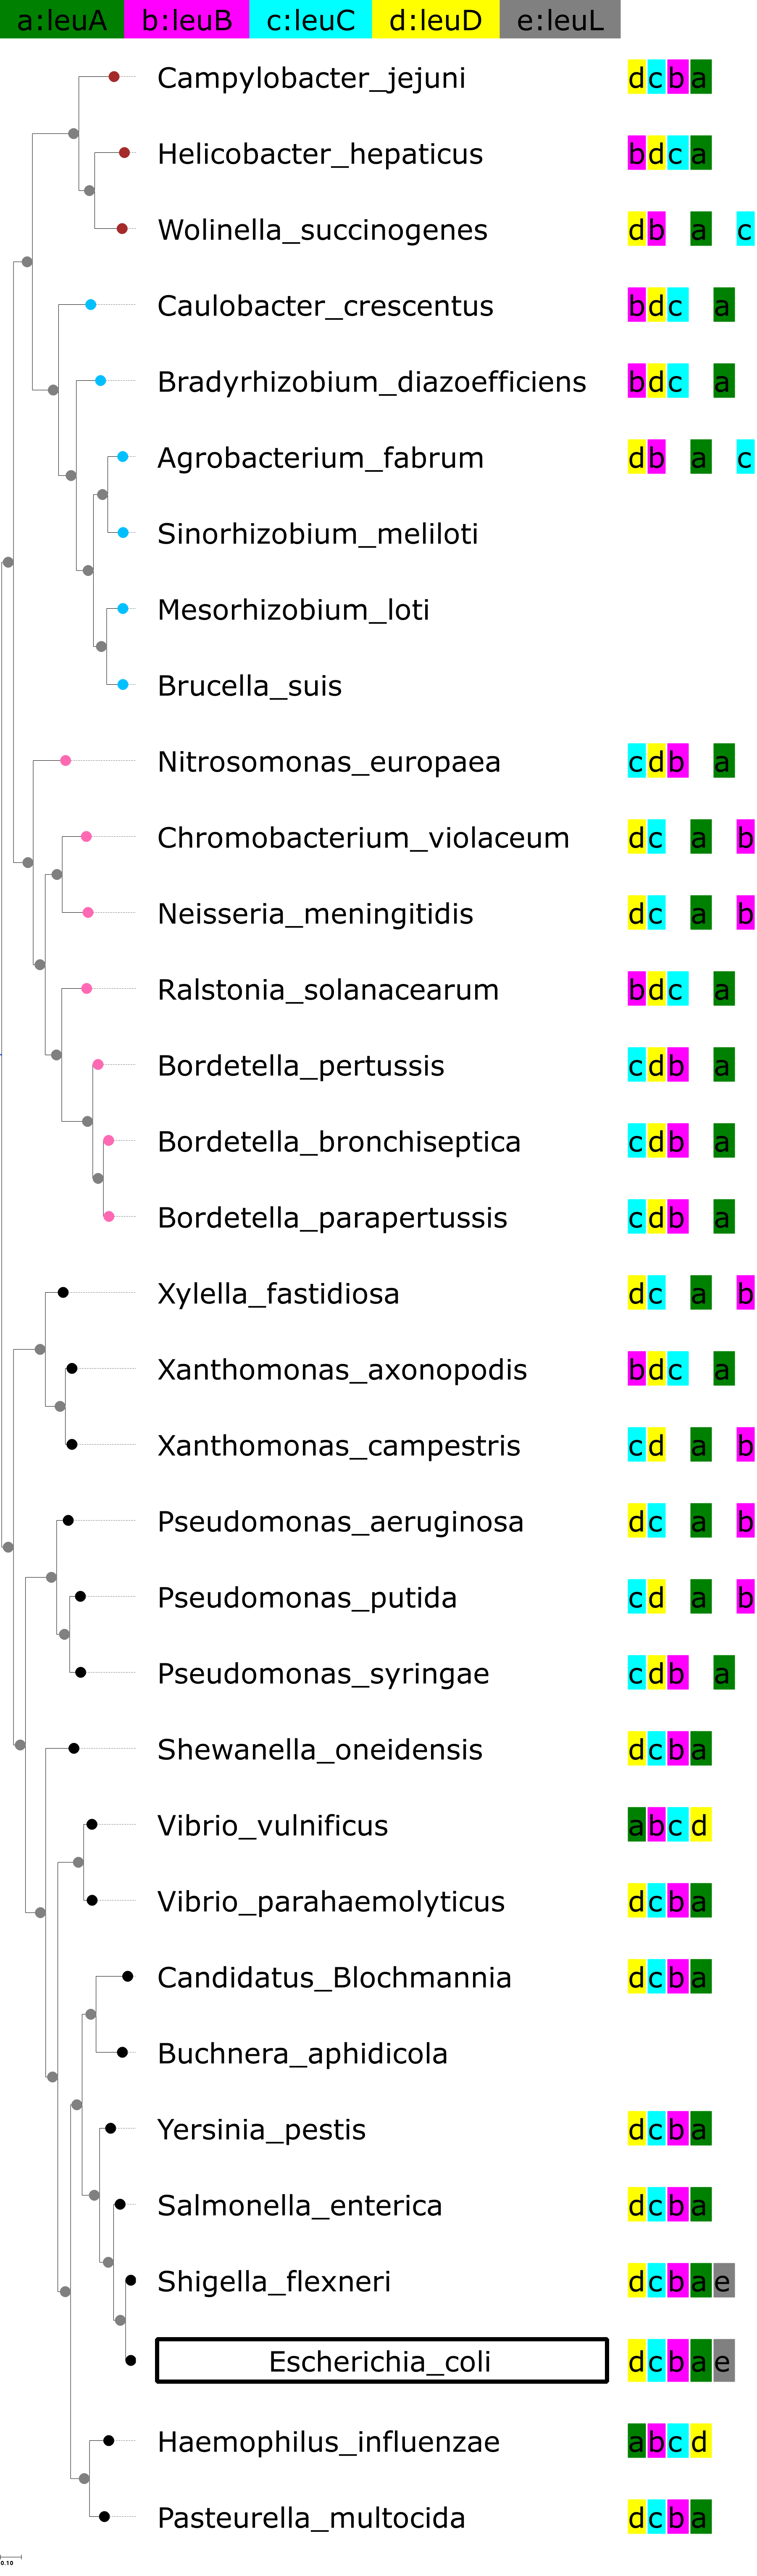 a:leuA b:leuB c:leuC d:leuD e:leuL
Campylobacter_jejuni d c b a
Helicobacter_hepaticus b d c a
Wolinella_succinogenes d b a c
Caulobacter_crescentus b d c a
Bradyrhizobium_diazoefficiens b d c a
Agrobacterium_fabrum d b a c
Sinorhizobium_meliloti
Mesorhizobium_loti
Brucella_suis
Nitrosomonas_europaea c d b a
Chromobacterium_violaceum d c a b
Neisseria_meningitidis d c a b
Ralstonia_solanacearum b d c a
Bordetella_pertussis c d b a
Bordetella_bronchiseptica c d b a
Bordetella_parapertussis c d b a
Xylella_fastidiosa d c a b
Xanthomonas_axonopodis b d c a
Xanthomonas_campestris c d a b
Pseudomonas_aeruginosa d c a b
Pseudomonas_putida c d a b
Pseudomonas_syringae c d b a
Shewanella_oneidensis d c b a
Vibrio_vulnificus a b c d
Vibrio_parahaemolyticus d c b a
Candidatus_Blochmannia d c b a
Buchnera_aphidicola
Yersinia_pestis d c b a
Salmonella_enterica d c b a
Shigella_flexneri d c b a e
Escherichia_coli d c b a e
Haemophilus_influenzae a b c d
Pasteurella_multocida d c b a
0.10